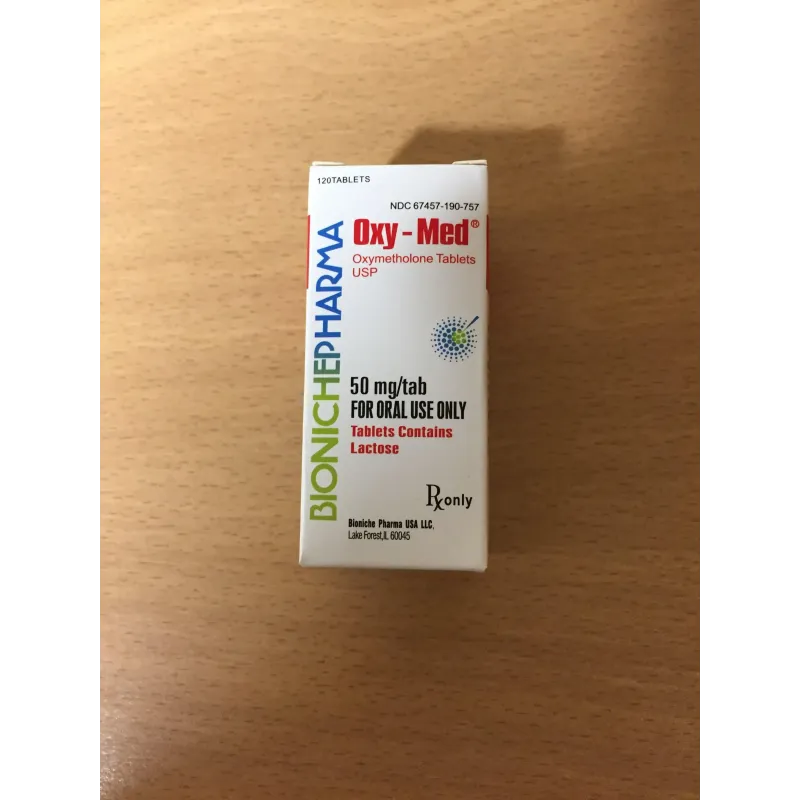 120TABLETS
NDC 67457-190-757
BIONICHEPHARMA
Oxy - Med®
Oxymetholone Tablets
USP
50 mg/tab
FOR ORAL USE ONLY
Tablets Contains
Lactose
Rx only
Bioniche Pharma USA LLC,
Lake Forest,IL 60045